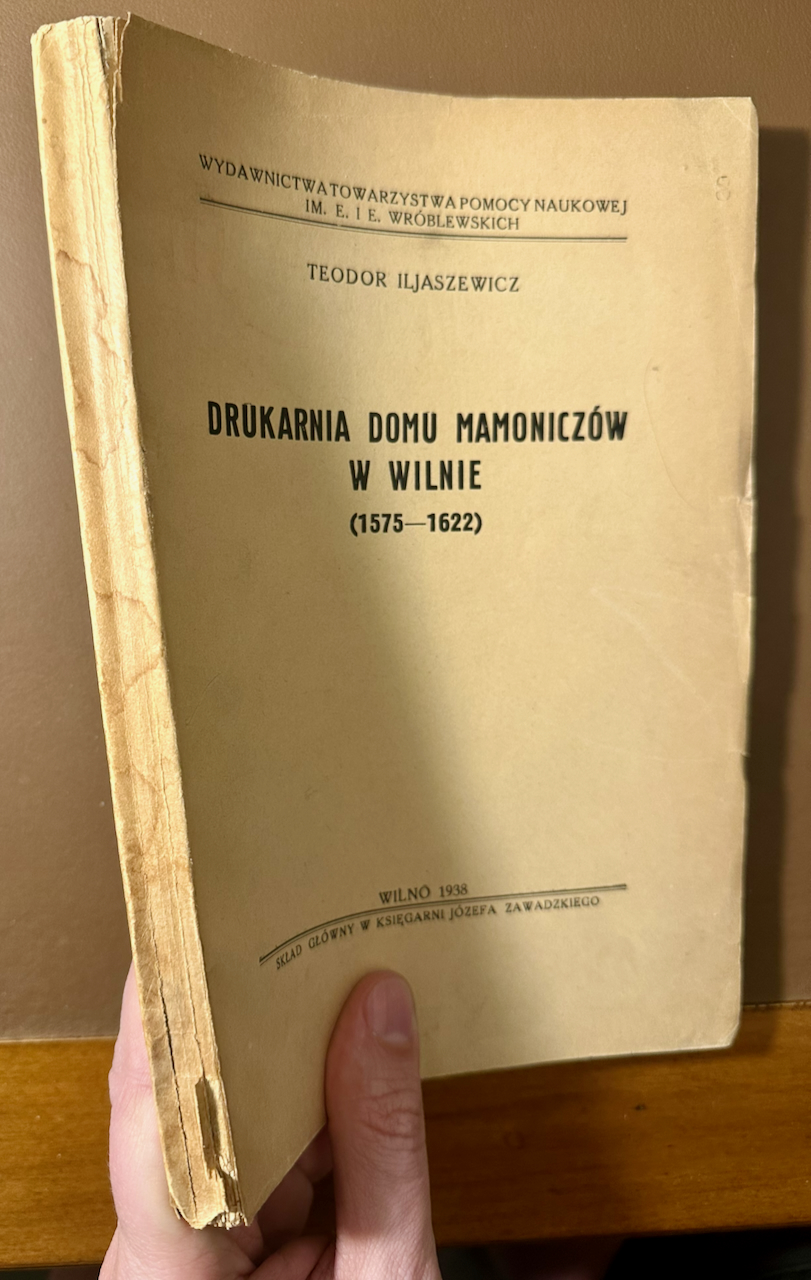 WYDAWNICTWA TOWARZYSTWA POMOCY NAUKOWEJ
IM. E. I E. WRÓBLEWSKICH
TEODOR ILJASZEWICZ
DRUKARNIA DOMU MAMONICZÓW
W WILNIE
(1575—1622)
WILNO 1938
SKŁAD GŁÓWNY W KSIĘGARNI JÓZEFA ZAWADZKIEGO